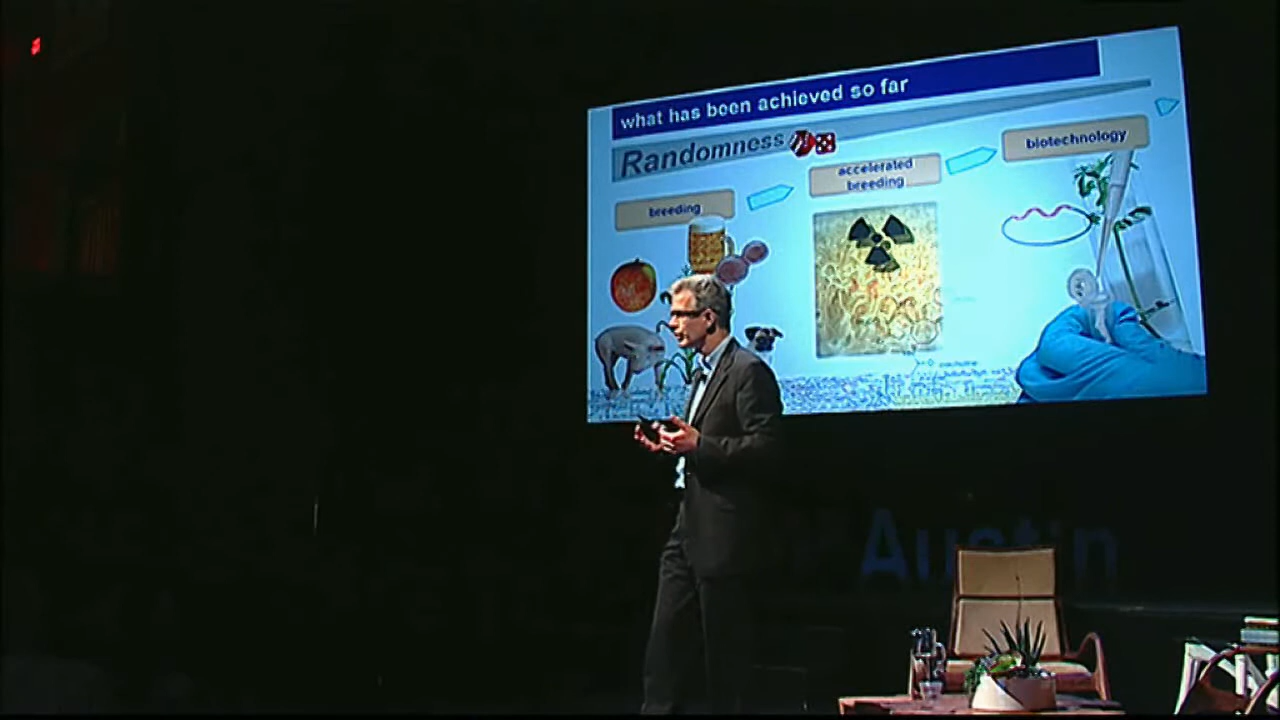 what has been achieved so far
Randomness
breeding
accelerated
breeding
biotechnology
Austin